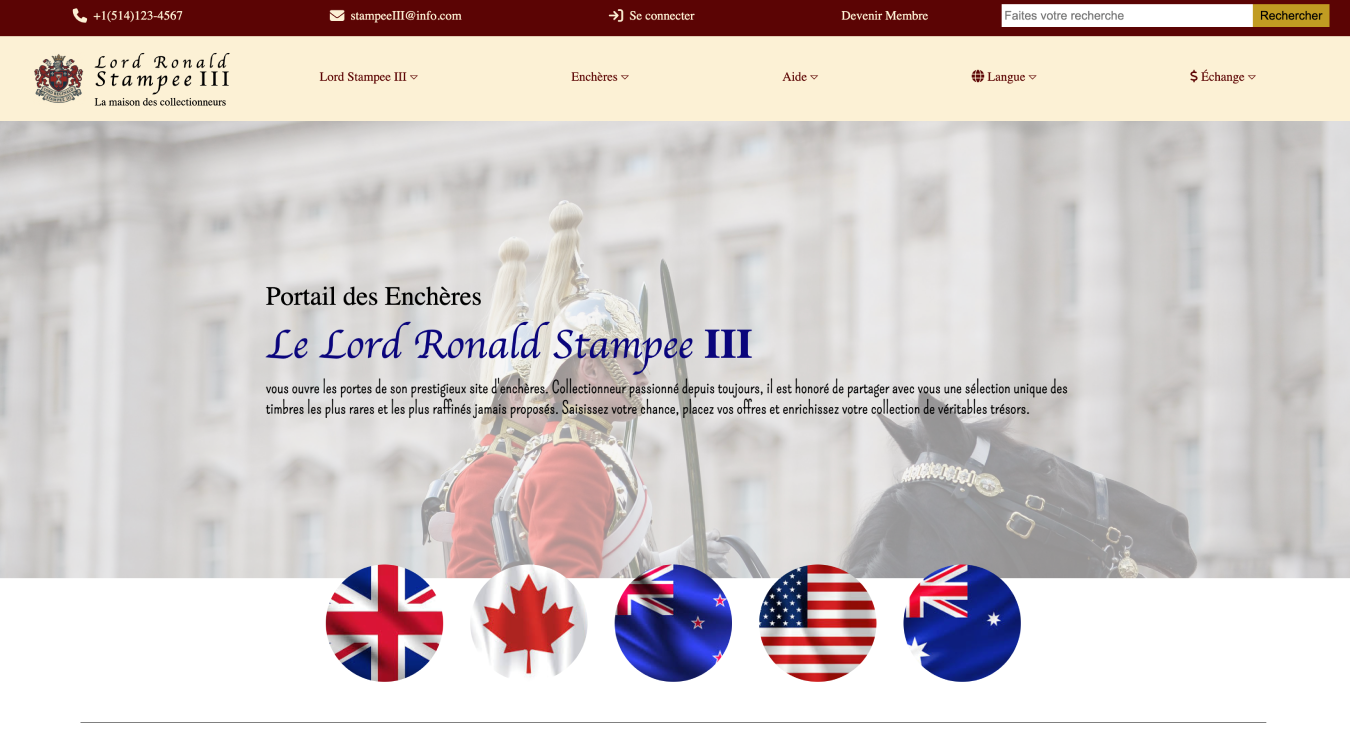 +1(514)123-4567
stampeeIII@info.com
Se connecter
Devenir Membre
Faites votre recherche
Rechercher
Lord Ronald
Stampee III
La maison des collectionneurs
Lord Stampee III
Enchères
Aide
Langue
$ Échange
Portail des Enchères
Le Lord Ronald Stampee III
vous ouvre les portes de son prestigieux site d'enchères. Collectionneur passionné depuis toujours, il est honoré de partager avec vous une sélection unique des
timbres les plus rares et les plus raffinés jamais proposés. Saisissez votre chance, placez vos offres et enrichissez votre collection de véritables trésors.